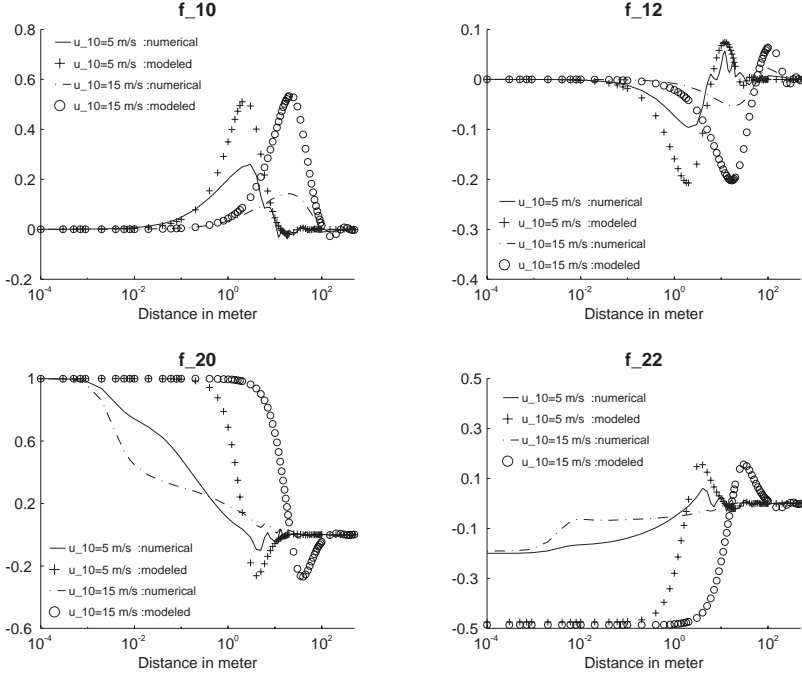 f_10
0.8
0.6
0.4
0.2
0
0.2
u_10=5 m/s :numerical
u_10=5 m/s :modeled
u_10=15 m/s :numerical
u_10=15 m/s :modeled
10^-4
10^-2
10^0
10^2
Distance in meter
f_12
0.1
0
-0.1
-0.2
-0.3
-0.4
u_10=5 m/s :numerical
u_10=5 m/s :modeled
u_10=15 m/s :numerical
u_10=15 m/s:modeled
10^-4
10^-2
10^0
10^2
Distance in meter
f_20
1
0.6
0.2
-0.2
-0.6
u_10=5 m/s :numerical
u_10=5 m/s :modeled
u_10=15 m/s :numerical
u_10=15 m/s :modeled
10^-4
10^-2
10^0
10^2
Distance in meter
f_22
0.5
0.3
0.1
-0.1
-0.3
-0.5
u_10=5 m/s :numerical
u_10=5 m/s :modeled
u_10=15 m/s :numerical
u_10=15 m/s :modeled
10^-4
10^-2
10^0
10^2
Distance in meter